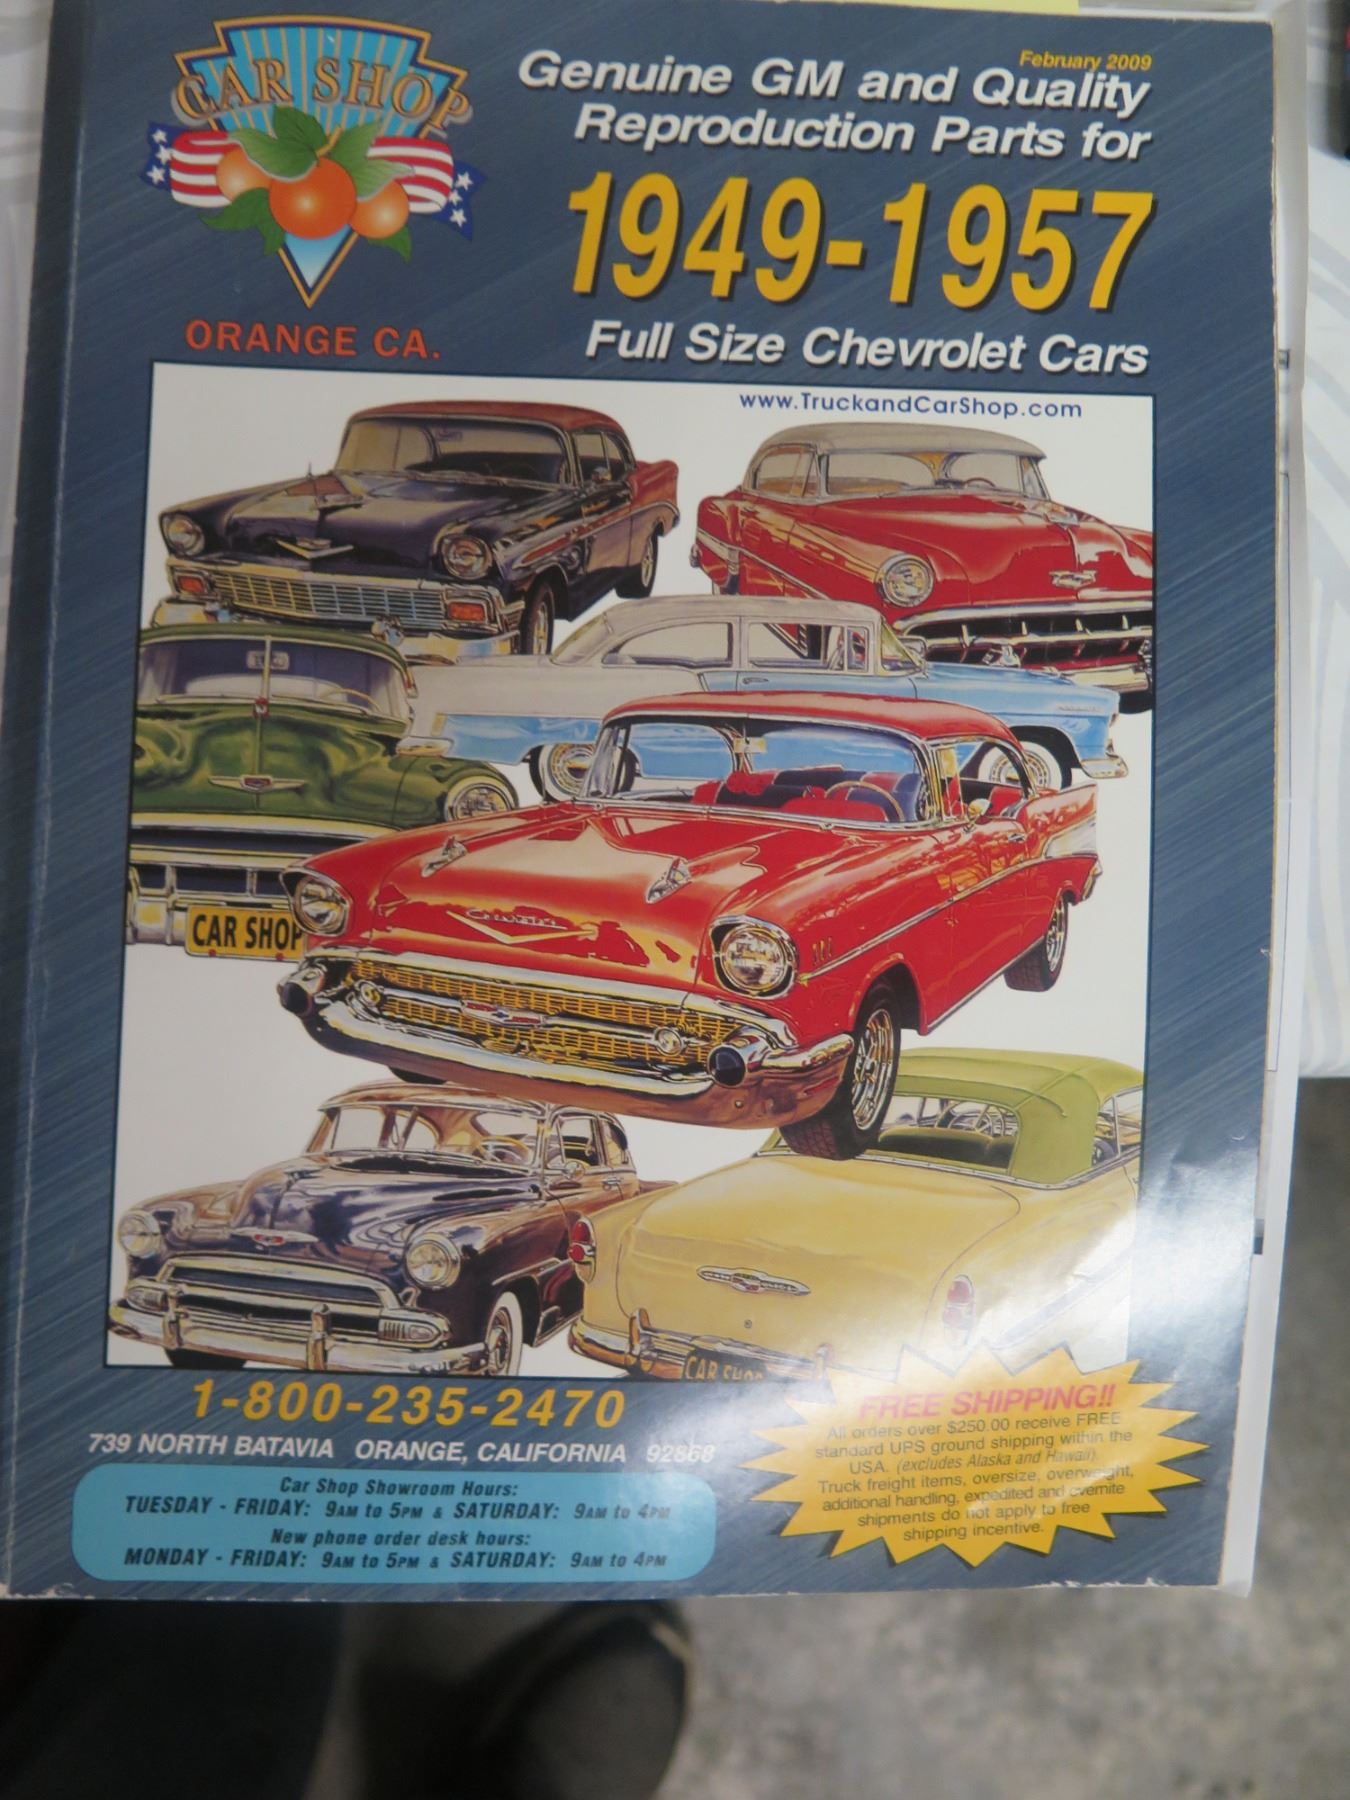 CAR SHOP
ORANGE CA.
February 2009
Genuine GM and Quality
Reproduction Parts for
1949-1957
Full Size Chevrolet Cars
www.TruckandCarShop.com
CAR SHOP
Chevrolet
CAR SHOP
1-800-235-2470
739 NORTH BATAVIA ORANGE, CALIFORNIA 92868
Car Shop Showroom Hours:
TUESDAY - FRIDAY: 9AM to 5PM & SATURDAY: 9AM to 4PM
New phone order desk hours:
MONDAY - FRIDAY: 9AM to 5PM & SATURDAY: 9AM to 4PM
FREE SHIPPING!!
All orders over $250.00 receive FREE
standard UPS ground shipping within the
USA. (excludes Alaska and Hawaii).
Truck freight items, oversize, overweight,
additional handling, expedited and overnite
shipments do not apply to free
shipping incentive.